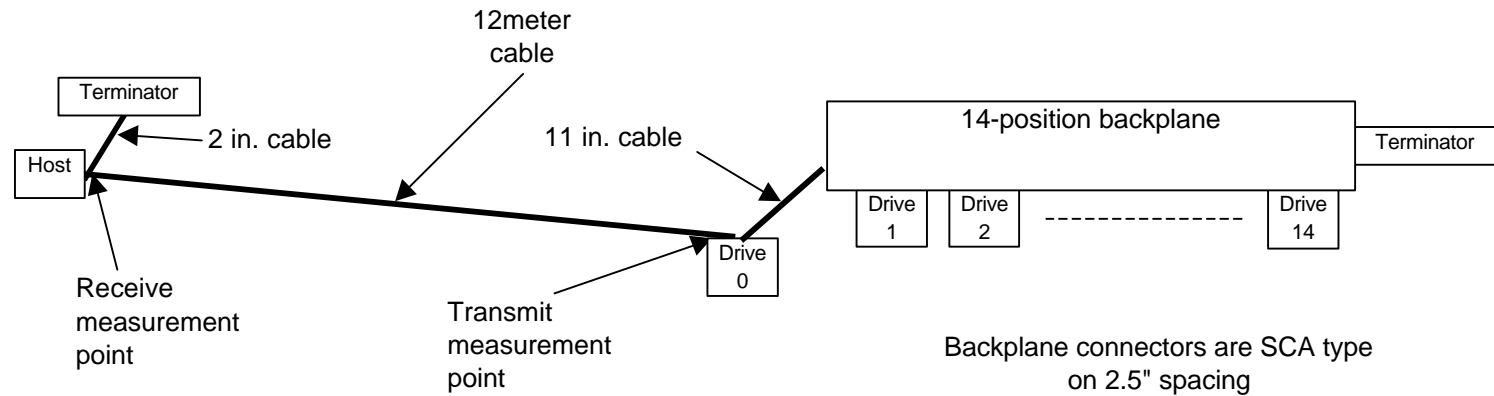 12meter
cable
Terminator
2 in. cable
Host
11 in. cable
14-position backplane
Terminator
Drive
1
Drive
2
Drive
14
Drive
0
Receive
measurement
point
Transmit
measurement
point
Backplane connectors are SCA type
on 2.5" spacing